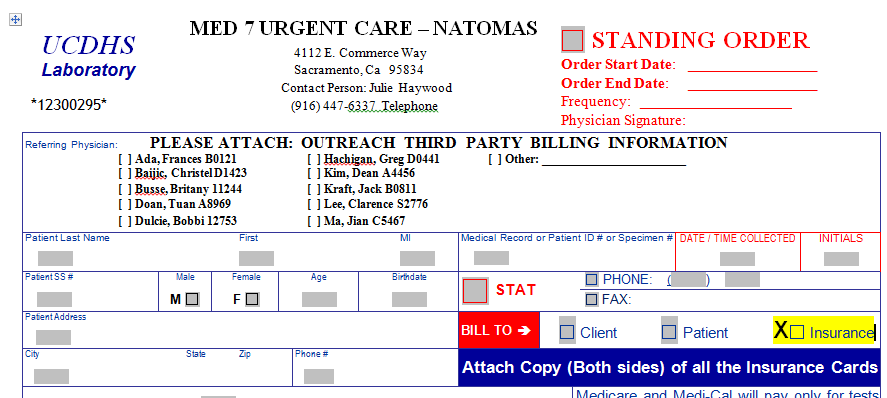 MED 7 URGENT CARE – NATOMAS
UCDHS
Laboratory
*12300295*
4112 E. Commerce Way
Sacramento, Ca 95834
Contact Person: Julie Haywood
(916) 447-6337 Telephone
STANDING ORDER
Order Start Date:
Order End Date:
Frequency:
Physician Signature:
Referring Physician: PLEASE ATTACH: OUTREACH THIRD PARTY BILLING INFORMATION
[ ] Ada, Frances B0121 [ ] Hachigan, Greg D0441 [ ] Other:
[ ] Baijic, Christel D1423 [ ] Kim, Dean A4456
[ ] Busse, Britany 11244 [ ] Kraft, Jack B0811
[ ] Doan, Tuan A8969 [ ] Lee, Clarence S2776
[ ] Dulcie, Bobbi 12753 [ ] Ma, Jian C5467
Patient Last Name First MI Medical Record or Patient ID # or Specimen # DATE / TIME COLLECTED INITIALS
Patient SS # Male Female Age Birthdate
M F
STAT
PHONE: ( )
FAX:
Patient Address
BILL TO ➔ Client Patient X Insurance
City State Zip Phone #
Attach Copy (Both sides) of all the Insurance Cards
Medicare and Medi-Cal will pay only for tests